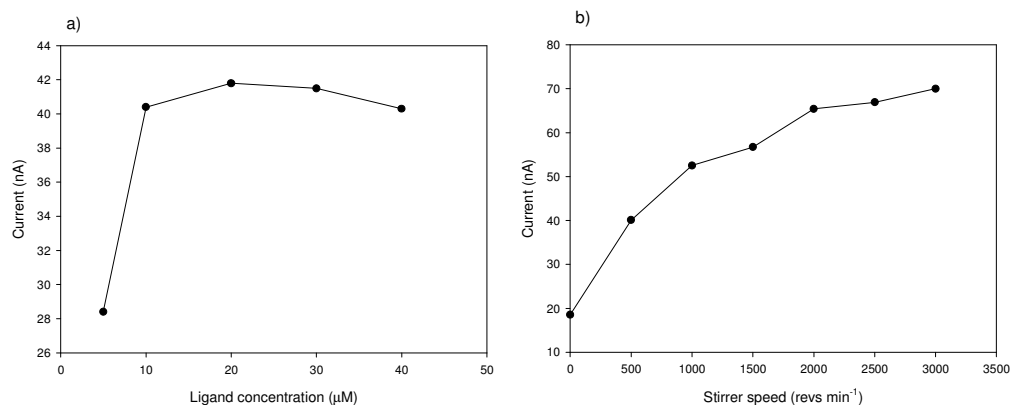 a)
44
42
40
38
36
34
32
30
28
26
Current (nA)
0 10 20 30 40 50
Ligand concentration (μM)
b)
80
70
60
50
40
30
20
10
Current (nA)
0 500 1000 1500 2000 2500 3000 3500
Stirrer speed (revs min⁻¹)